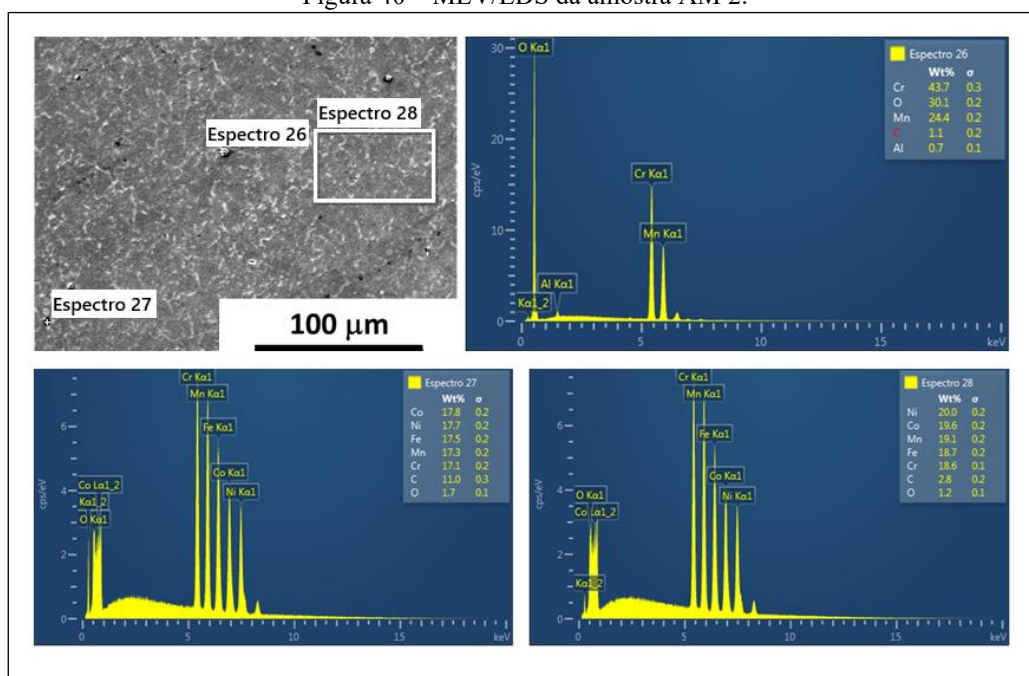 Figura 40 – MEV/EDS da amostra AM 2.
Espectro 28
Espectro 26
Espectro 27
100 μm
30
20
10
0
cps/eV
O Kα1
Cr Kα1
Mn Kα1
Al Kα1
Kα1_2
0
5
10
15
keV
Espectro 26
Wt% σ
Cr 43.7 0.3
O 30.1 0.2
Mn 24.4 0.2
C 1.1 0.2
Al 0.7 0.1
6
4
2
0
cps/eV
Cr Kα1
Mn Kα1
Fe Kα1
Co Kα1
Ni Kα1
Co Lα1_2
Kα1_2
O Kα1
0
5
10
15
keV
Espectro 27
Wt% σ
Co 17.8 0.2
Ni 17.7 0.2
Fe 17.5 0.2
Mn 17.3 0.2
Cr 17.1 0.2
C 11.0 0.3
O 1.7 0.1
6
4
2
0
cps/eV
Cr Kα1
Mn Kα1
Fe Kα1
Co Kα1
Ni Kα1
O Kα1
Co Lα1_2
Kα1_2
0
5
10
15
keV
Espectro 28
Wt% σ
Ni 20.0 0.2
Co 19.6 0.2
Mn 19.1 0.2
Fe 18.7 0.2
Cr 18.6 0.1
C 2.8 0.2
O 1.2 0.1